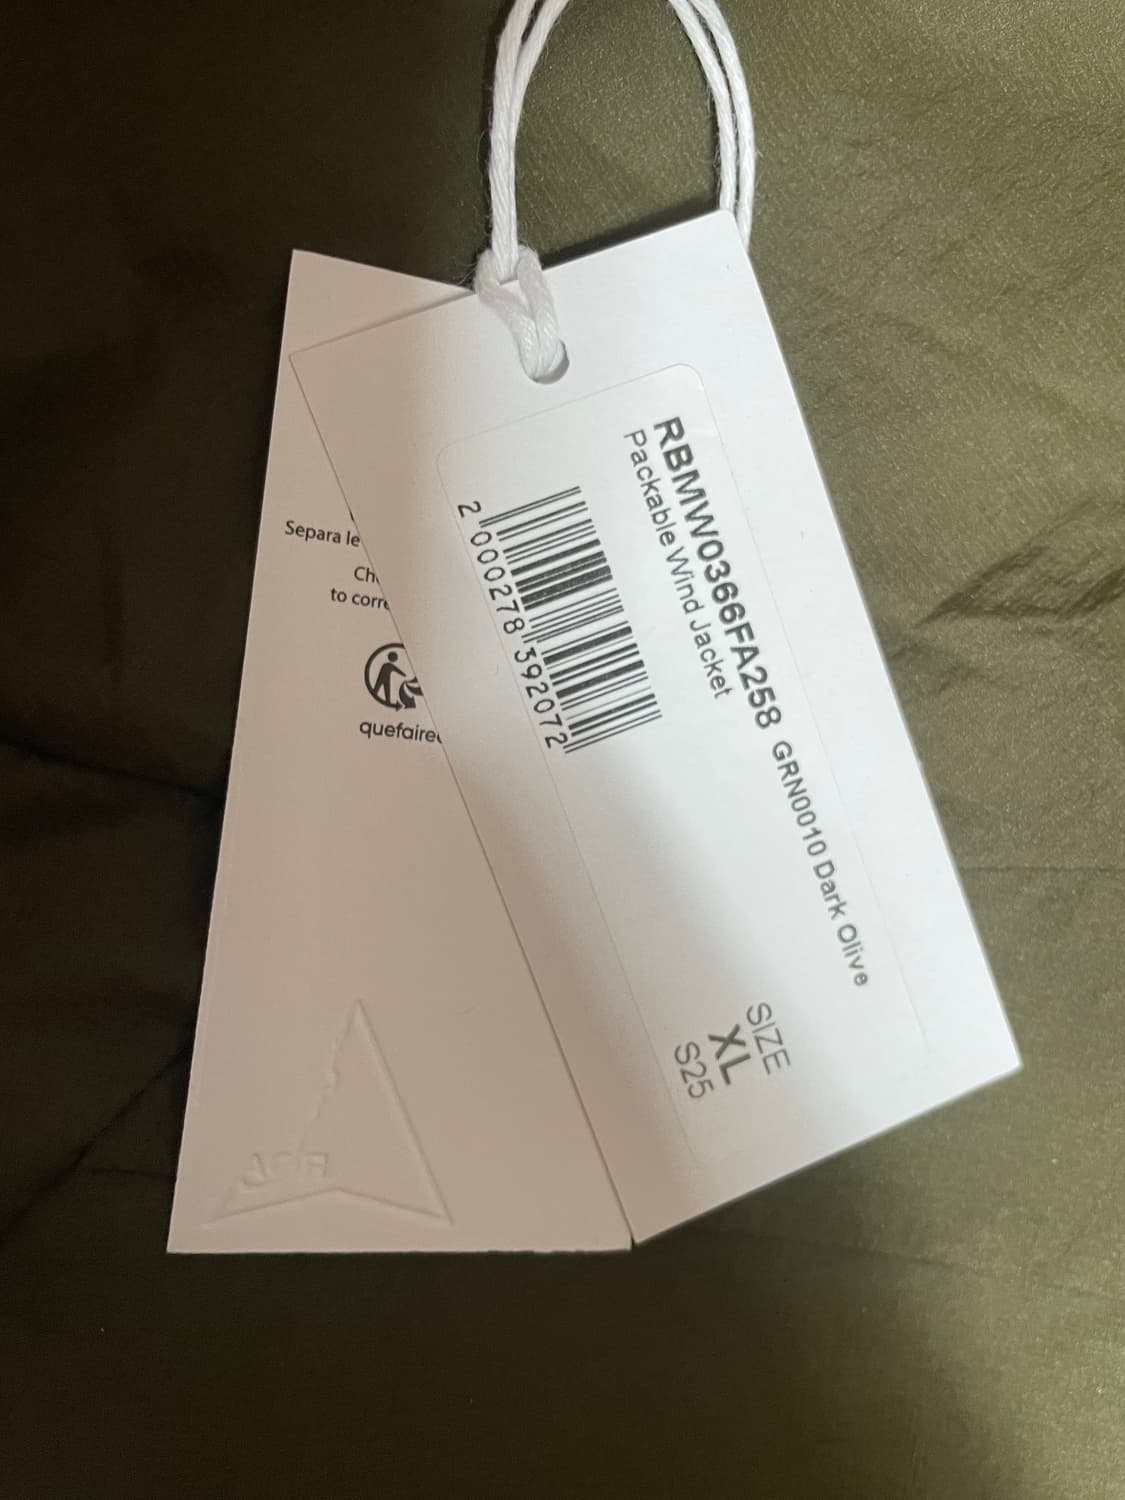 RBMW0366FA258 GRN0010 Dark Olive
Packable Wind Jacket
2 000278 392072
SIZE
XL
S25
Separa le
Ch
to corre
quefaire